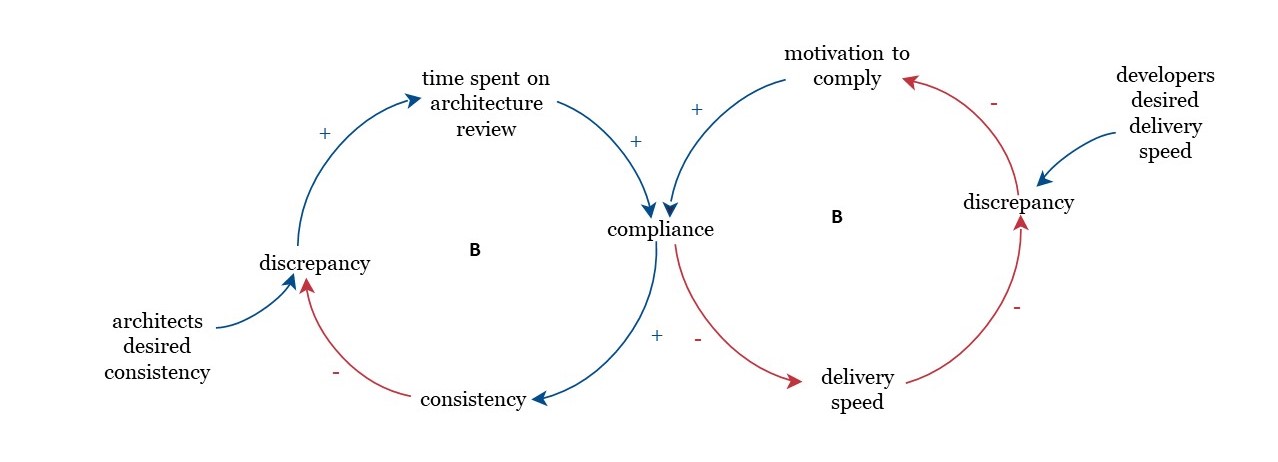 time spent on
architecture
review
motivation to
comply
developers
desired
delivery
speed
+
+
+
-
compliance
discrepancy
B
B
discrepancy
architects
desired
consistency
-
+
-
-
consistency
delivery
speed